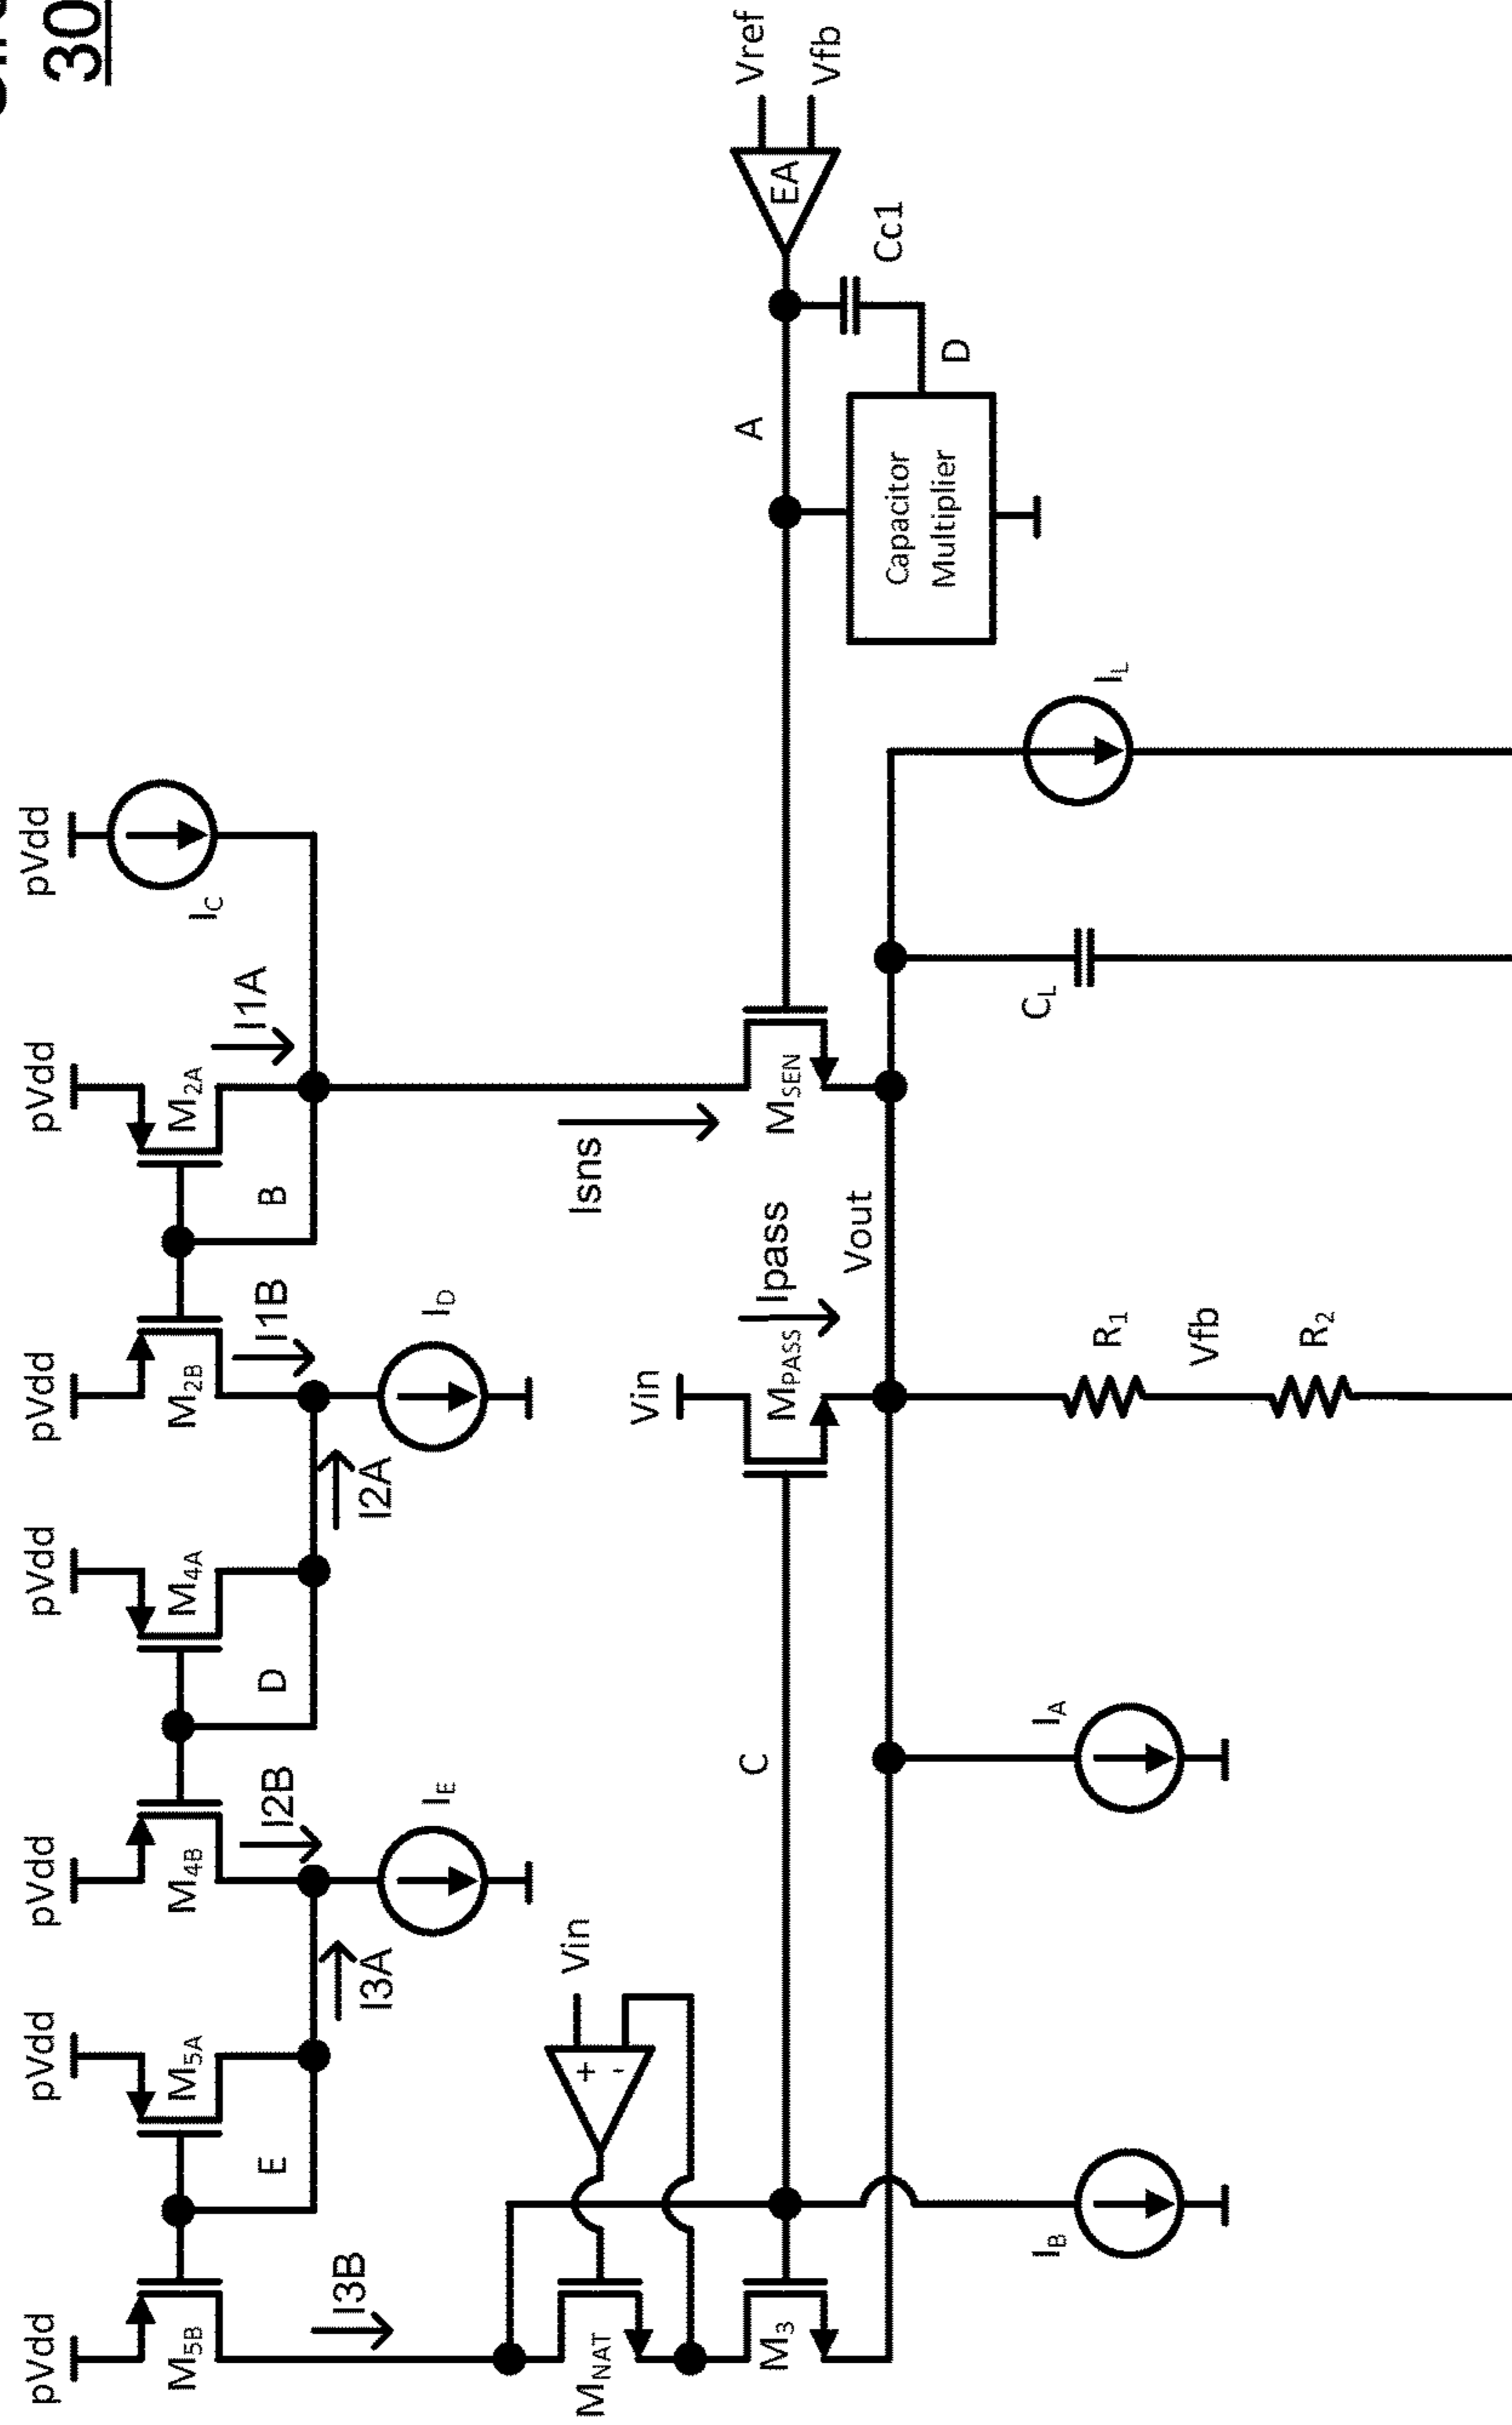 30
pVdd
pVdd
pVdd
pVdd
pVdd
pVdd
pVdd
M5B
M5A
M4B
M4A
M2B
M2A
IC
E
I2B
D
I1B
B
I1A
I3B
I3A
IE
I2A
ID
Vin
+
-
Isns
MNAT
Vin
Ipass
M3
C
MPASS
MSEN
A
EA
Vref
Vfb
Vout
Cc1
Capacitor
Multiplier
D
IB
IA
R1
CL
IL
Vfb
R2